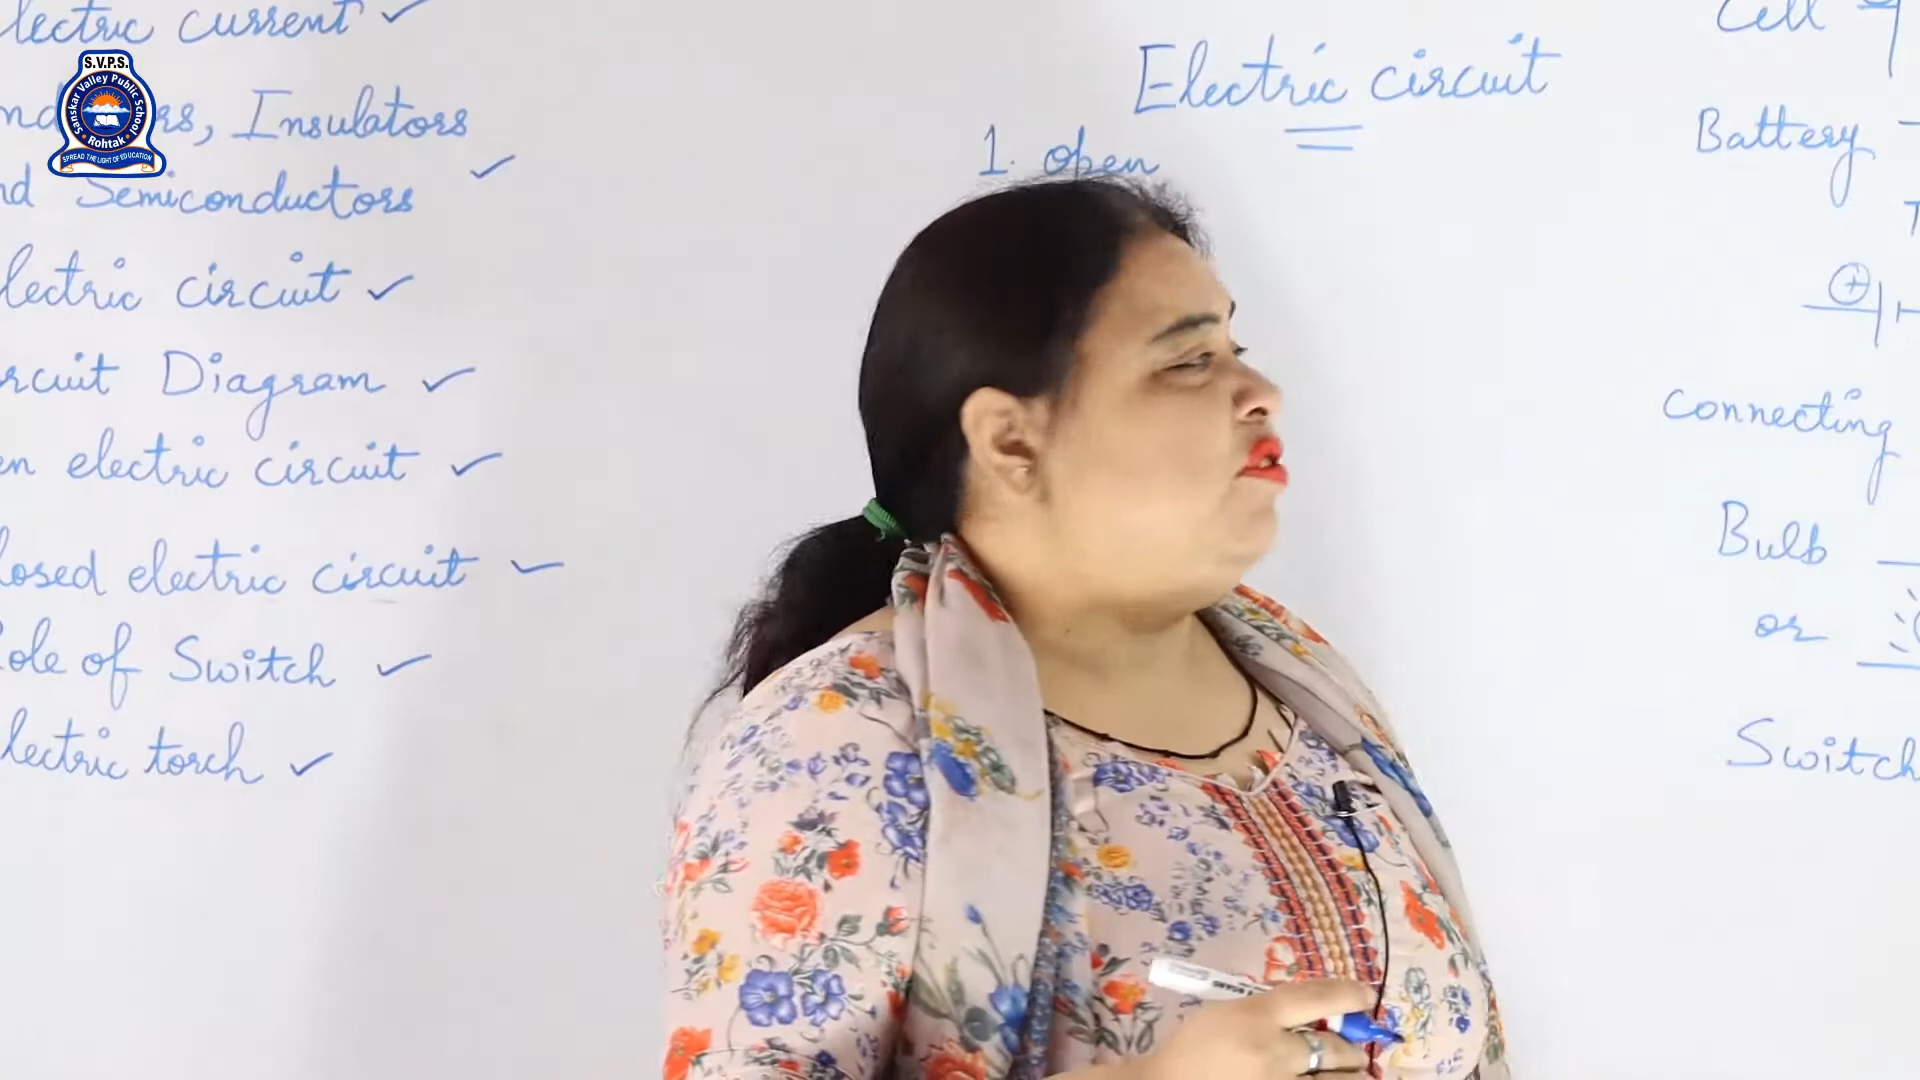 lectric current ✓
S.V.P.S.
Sanskar Valley Public School
Rohtak
SPREAD THE LIGHT OF EDUCATION
rs, Insulators
nd Semiconductors ✓
lectric circuit ✓
rcuit Diagram ✓
en electric circuit ✓
losed electric circuit ✓
ole of Switch ✓
lectric torch ✓
Electric circuit
1. open
Cell
Battery
+
Connecting
Bulb
or
Switch